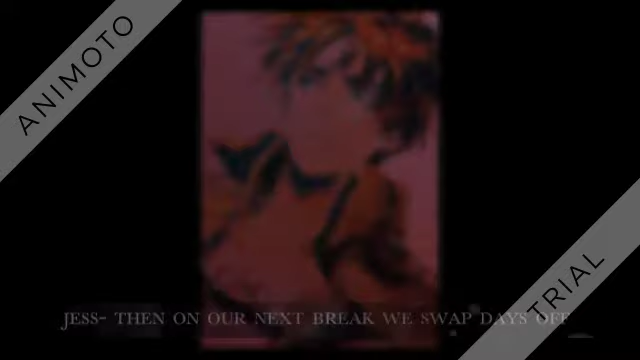 ANIMOTO
TRIAL
JESS- THEN ON OUR NEXT BREAK WE SWAP DAYS OFF